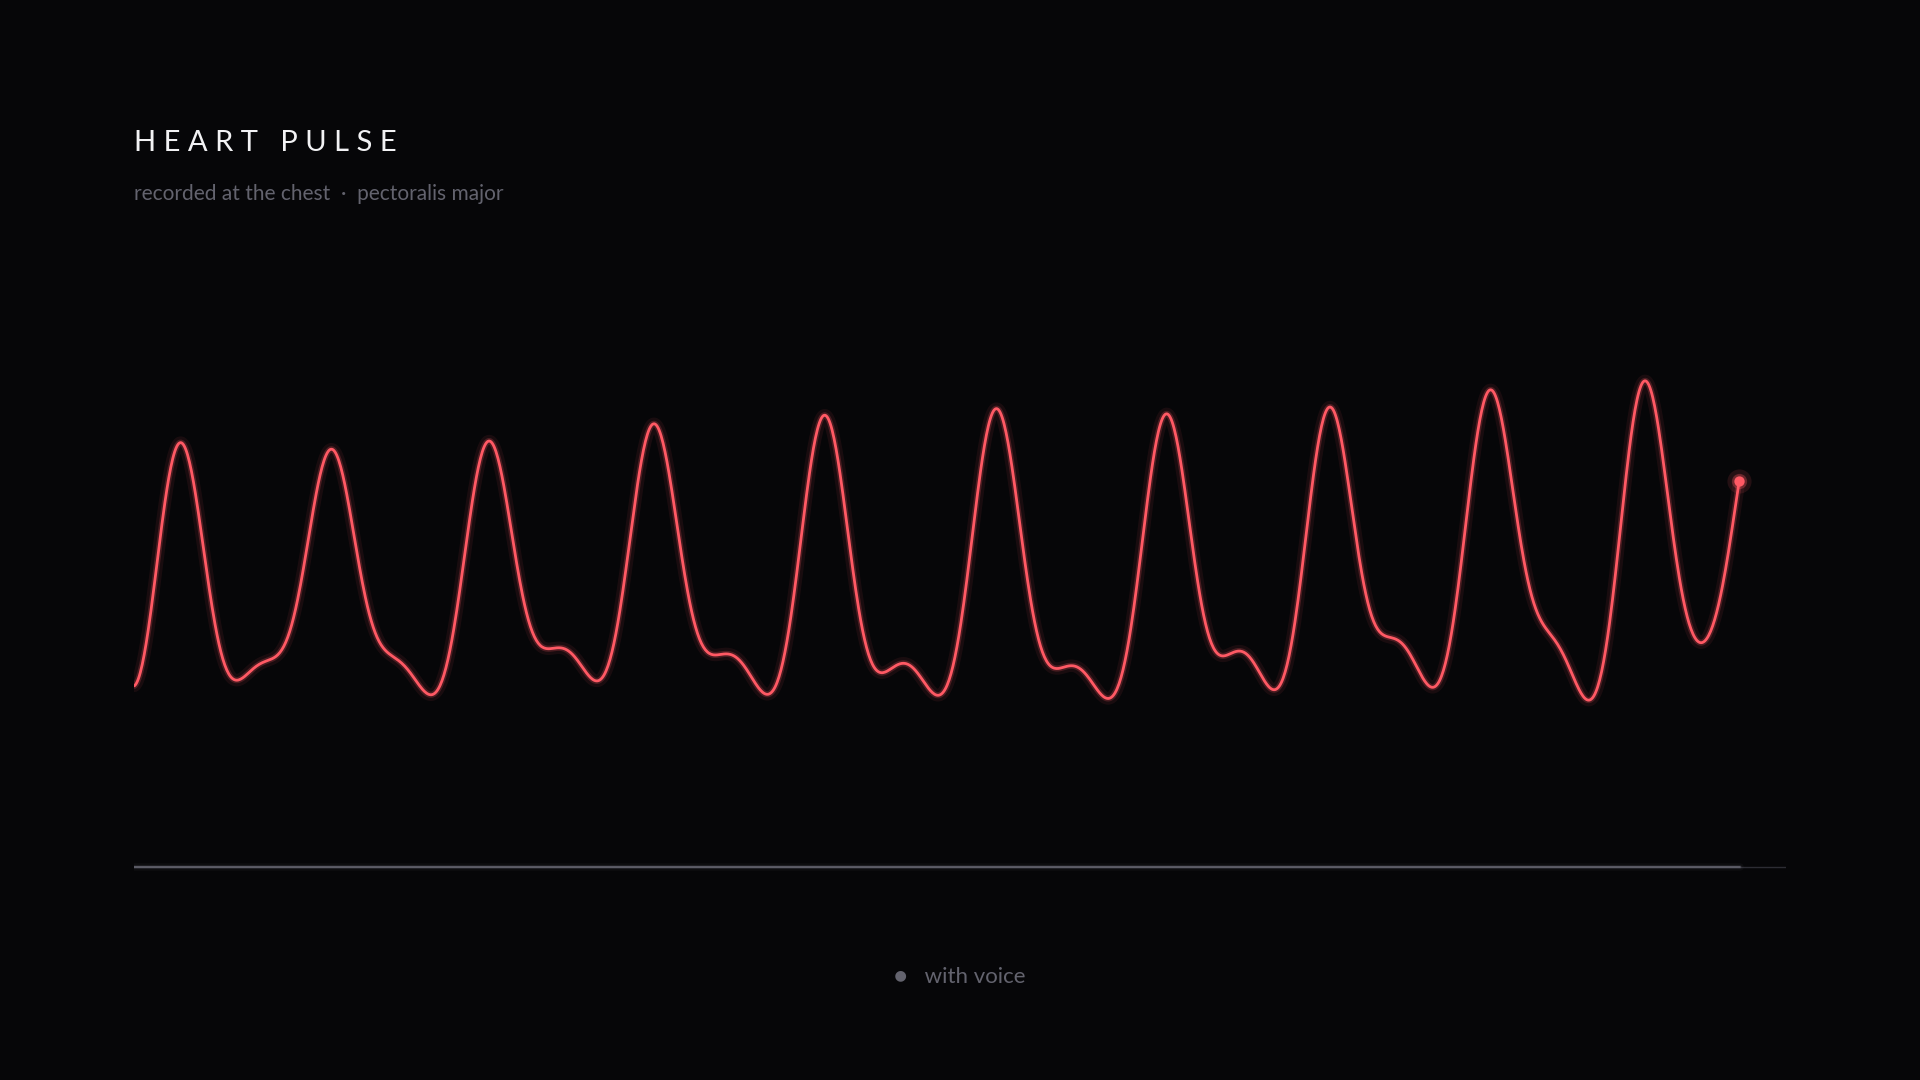 HEART PULSE
recorded at the chest · pectoralis major
with voice